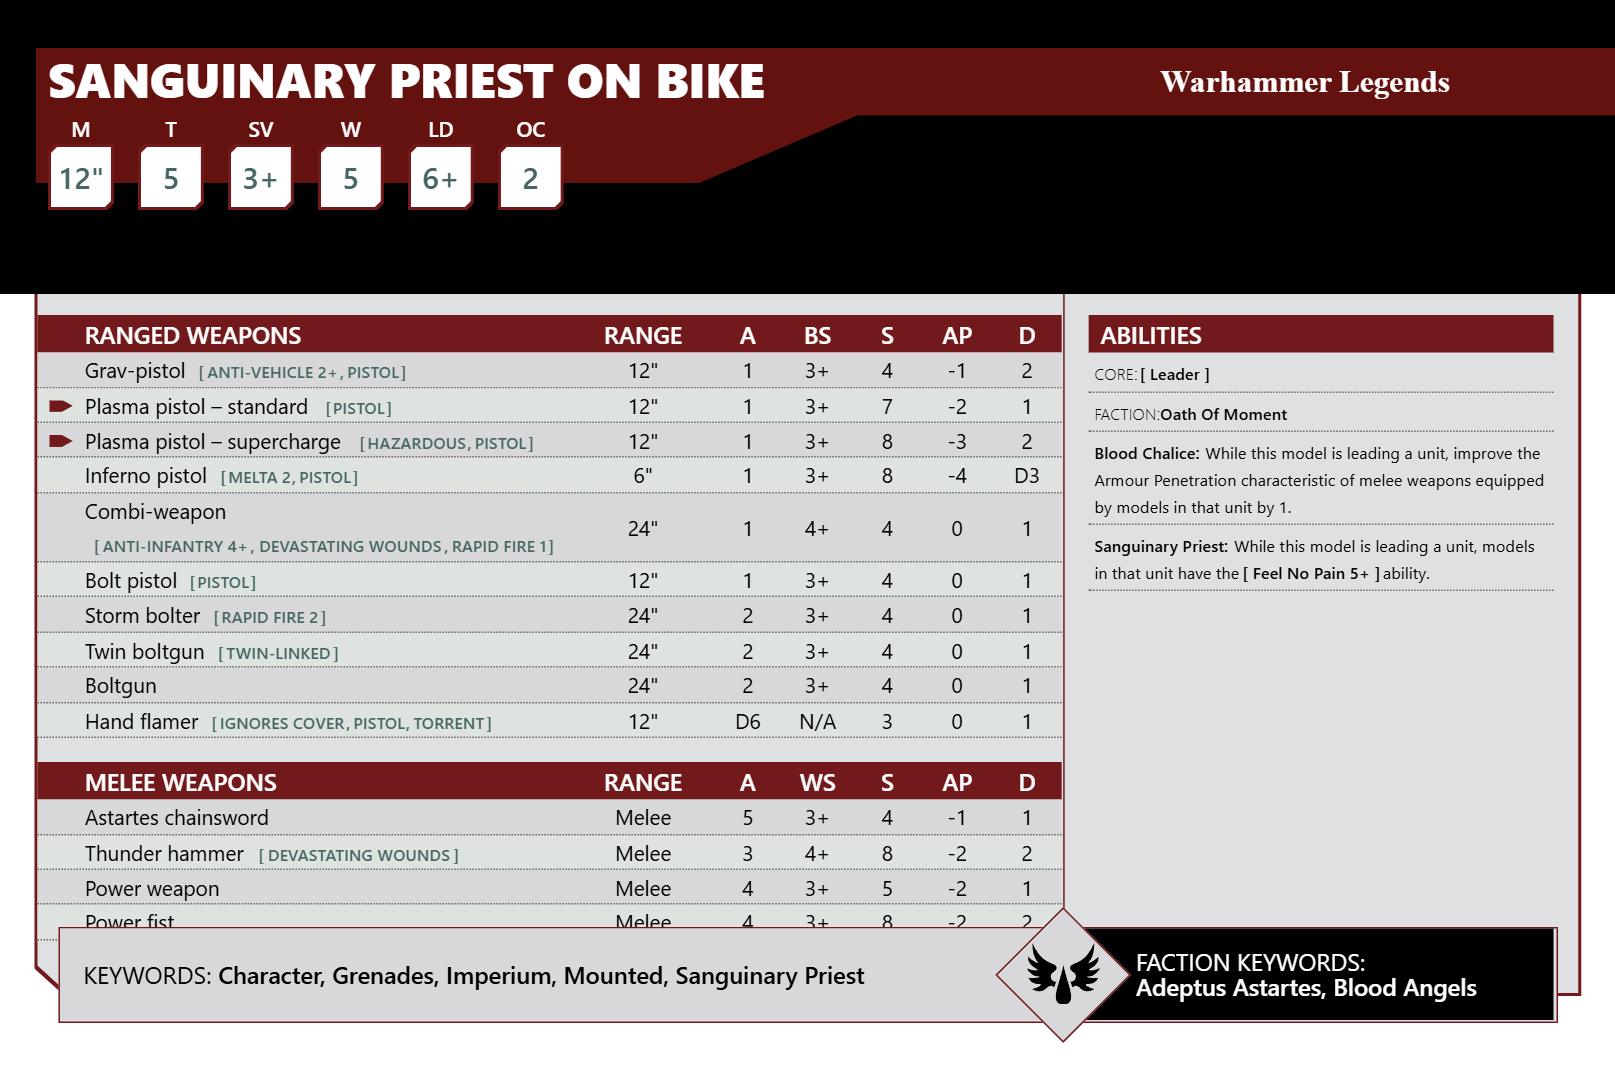 SANGUINARY PRIEST ON BIKE
Warhammer Legends
M T SV W LD OC
12" 5 3+ 5 6+ 2
RANGED WEAPONS RANGE A BS S AP D
Grav-pistol [ANTI-VEHICLE 2+, PISTOL] 12" 1 3+ 4 -1 2
Plasma pistol – standard [PISTOL] 12" 1 3+ 7 -2 1
Plasma pistol – supercharge [HAZARDOUS, PISTOL] 12" 1 3+ 8 -3 2
Inferno pistol [MELTA 2, PISTOL] 6" 1 3+ 8 -4 D3
Combi-weapon
[ANTI-INFANTRY 4+, DEVASTATING WOUNDS, RAPID FIRE 1] 24" 1 4+ 4 0 1
Bolt pistol [PISTOL] 12" 1 3+ 4 0 1
Storm bolter [RAPID FIRE 2] 24" 2 3+ 4 0 1
Twin boltgun [TWIN-LINKED] 24" 2 3+ 4 0 1
Boltgun 24" 2 3+ 4 0 1
Hand flamer [IGNORES COVER, PISTOL, TORRENT] 12" D6 N/A 3 0 1
MELEE WEAPONS RANGE A WS S AP D
Astartes chainsword Melee 5 3+ 4 -1 1
Thunder hammer [DEVASTATING WOUNDS] Melee 3 4+ 8 -2 2
Power weapon Melee 4 3+ 5 -2 1
Power fist Melee 4 3+ 8 -2 2
ABILITIES
CORE: [ Leader ]
FACTION: Oath Of Moment
Blood Chalice: While this model is leading a unit, improve the
Armour Penetration characteristic of melee weapons equipped
by models in that unit by 1.
Sanguinary Priest: While this model is leading a unit, models
in that unit have the [ Feel No Pain 5+ ] ability.
KEYWORDS: Character, Grenades, Imperium, Mounted, Sanguinary Priest
FACTION KEYWORDS:
Adeptus Astartes, Blood Angels